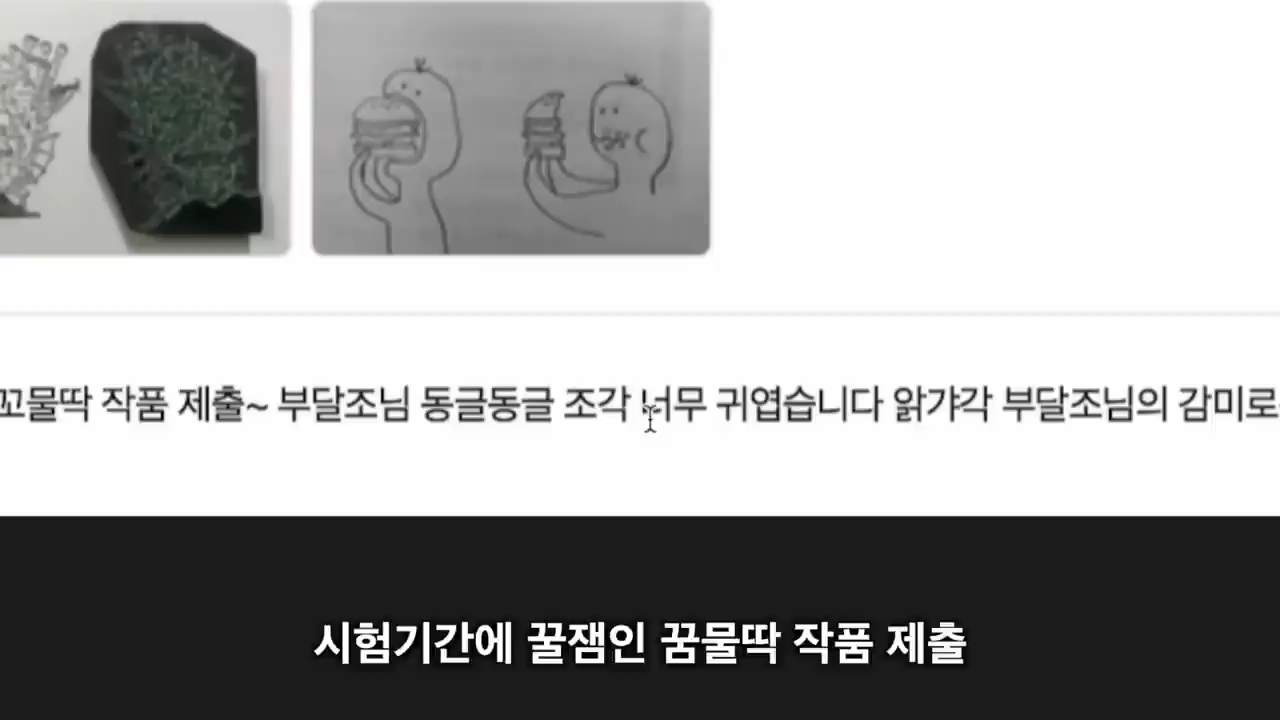 꼬물딱 작품 제출~ 부달조님 동글동글 조각 너무 귀엽습니다 앍갸각 부달조님의 감미로
시험기간에 꿀잼인 꿈물딱 작품 제출